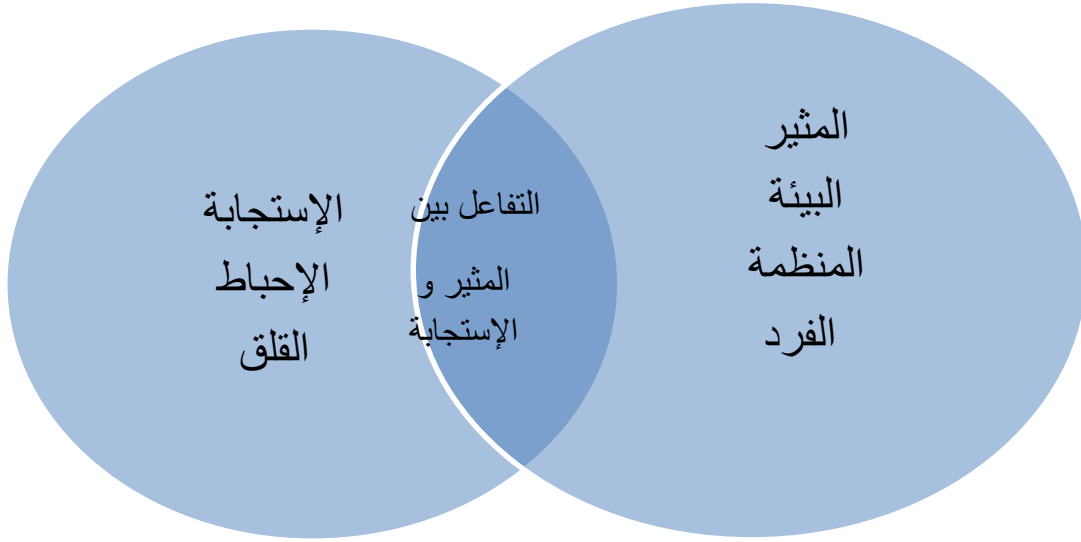 المثير
البيئة
المنظمة
الفرد
التفاعل بين
المثير و
الإستجابة
الإستجابة
الإحباط
القلق